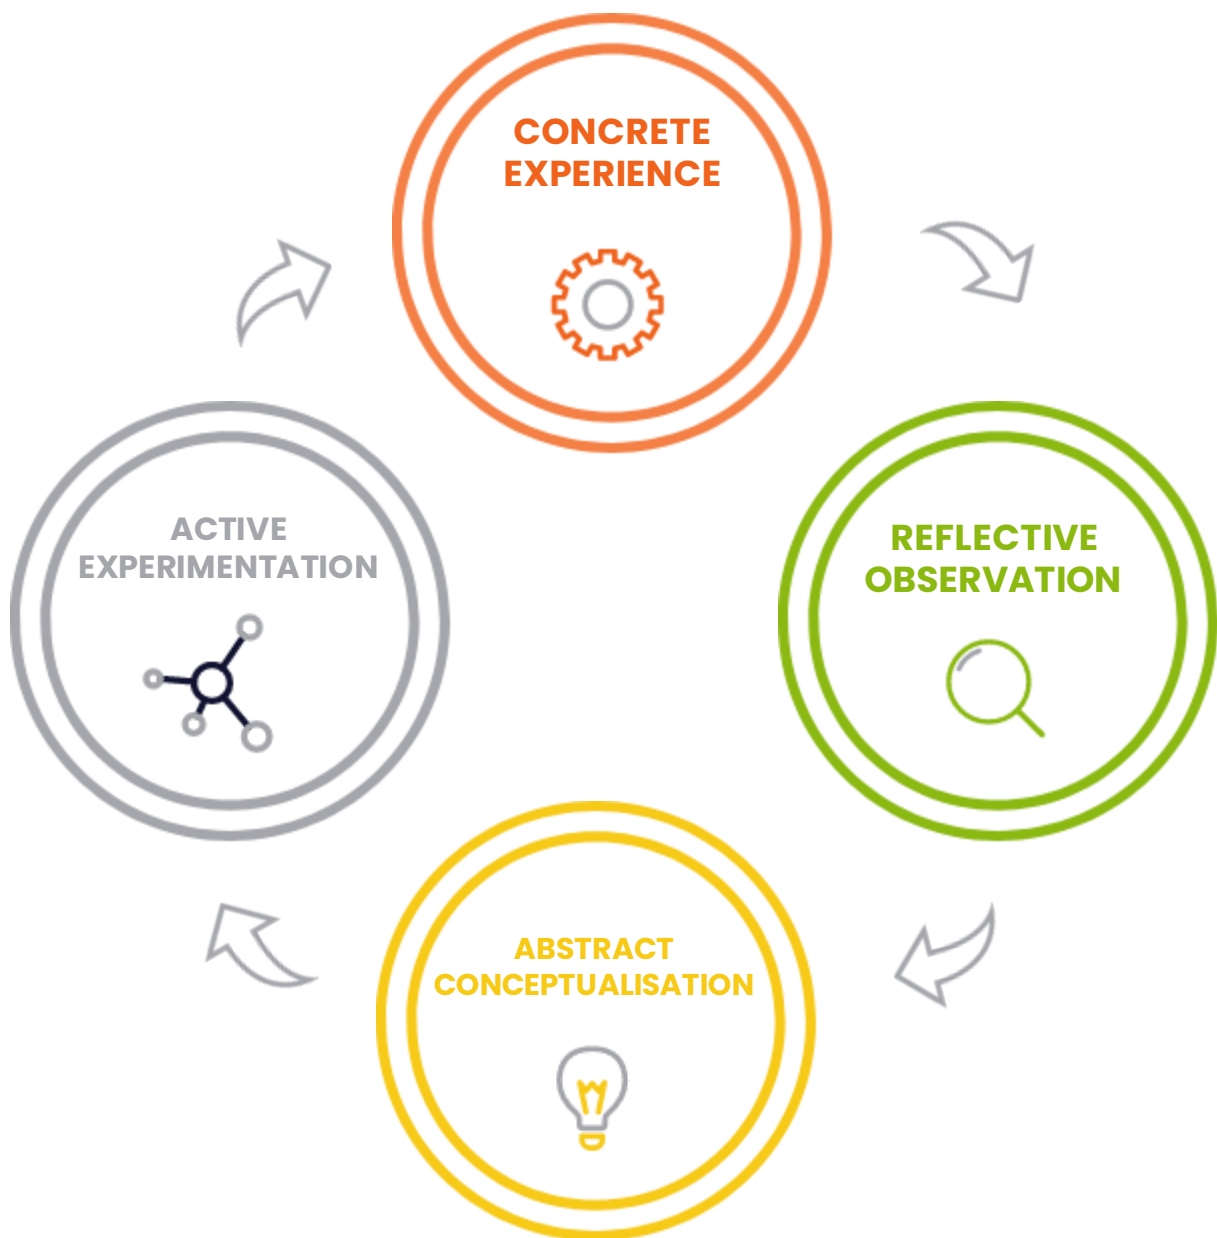 CONCRETE
EXPERIENCE
REFLECTIVE
OBSERVATION
ABSTRACT
CONCEPTUALISATION
ACTIVE
EXPERIMENTATION